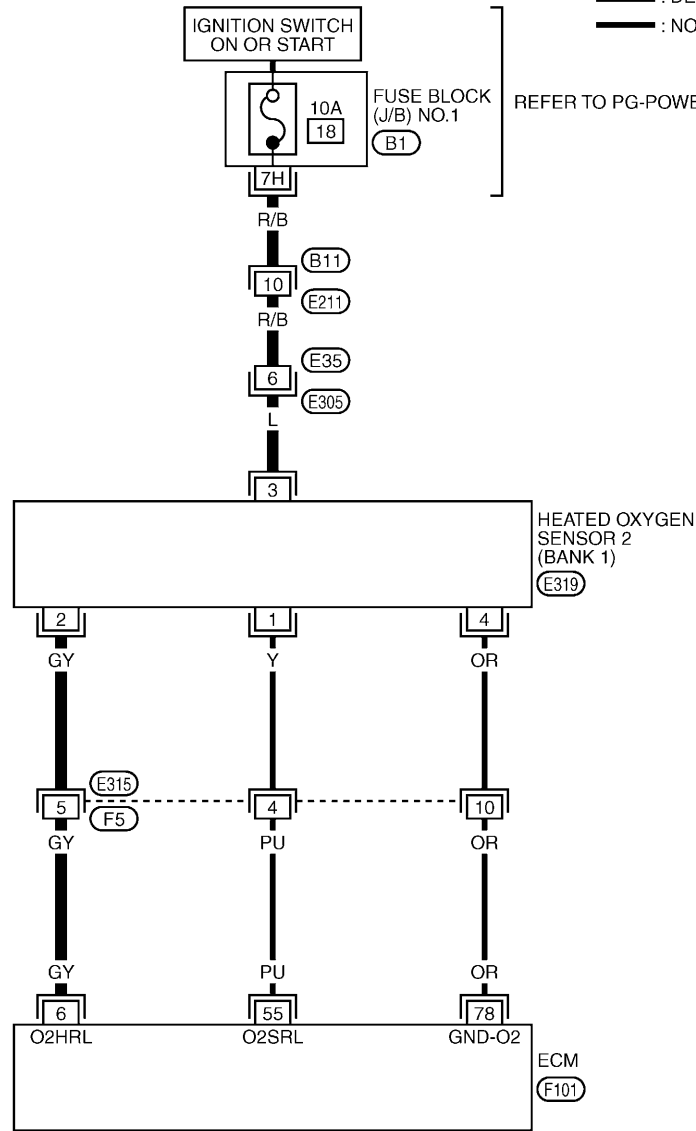 : NO
IGNITION SWITCH
ON OR START
10A
18
FUSE BLOCK
(J/B) NO.1
B1
REFER TO PG-POWE
7H
R/B
B11
10
E211
R/B
E35
6
E305
L
3
HEATED OXYGEN
SENSOR 2
(BANK 1)
E319
2 1 4
GY Y OR
E315
5 4 10
F5
GY PU OR
GY PU OR
6 55 78
O2HRL O2SRL GND-O2
ECM
F101